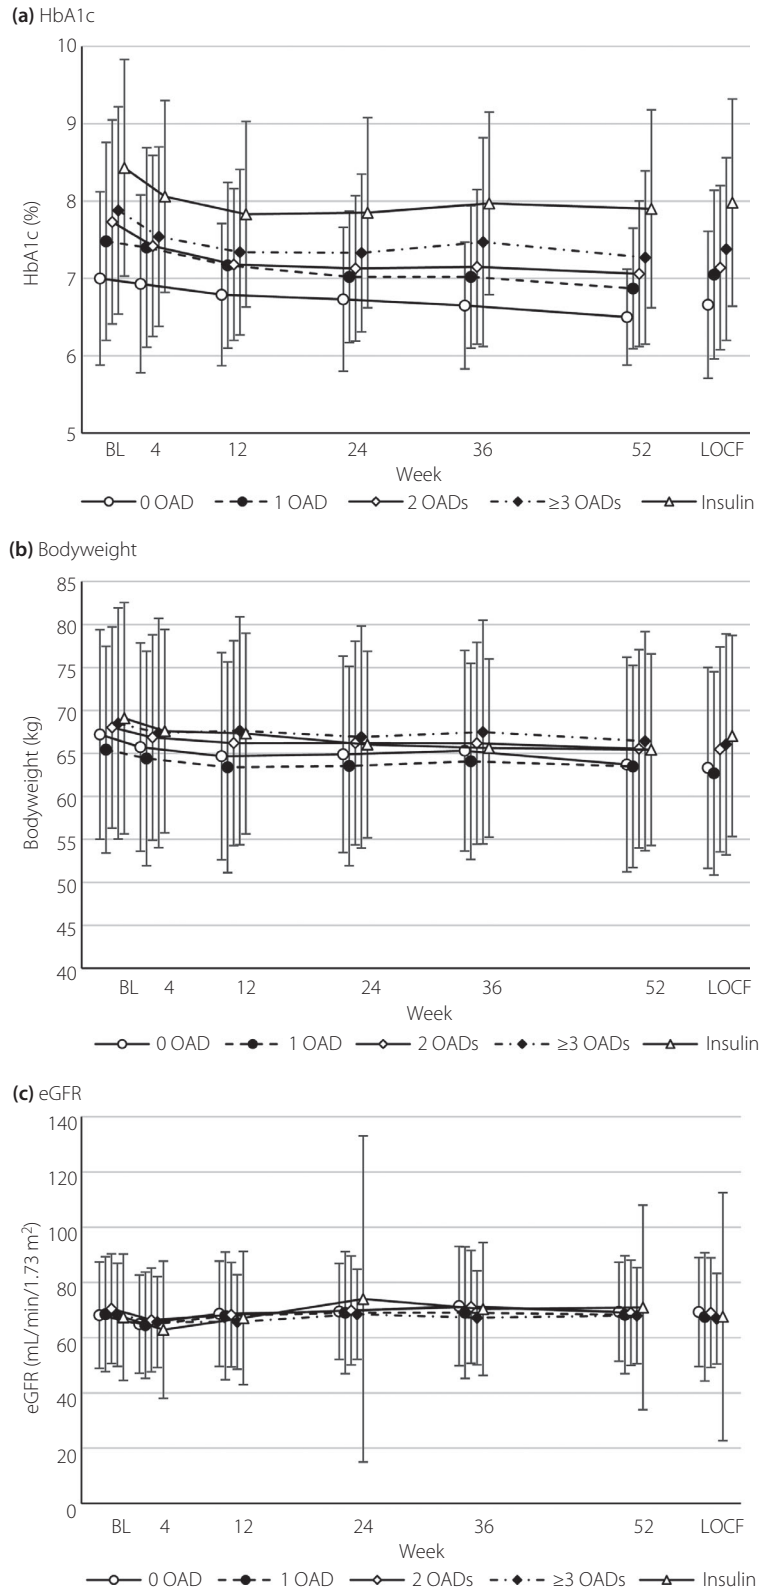 (a) HbA1c
10
9
8
7
6
5
HbA1c (%)
BL 4 12 24 36 52 LOCF
Week
0 OAD 1 OAD 2 OADs ≥3 OADs Insulin
(b) Bodyweight
85
80
75
70
65
60
55
50
45
40
Bodyweight (kg)
BL 4 12 24 36 52 LOCF
Week
0 OAD 1 OAD 2 OADs ≥3 OADs Insulin
(c) eGFR
140
120
100
80
60
40
20
0
eGFR (mL/min/1.73 m²)
BL 4 12 24 36 52 LOCF
Week
0 OAD 1 OAD 2 OADs ≥3 OADs Insulin